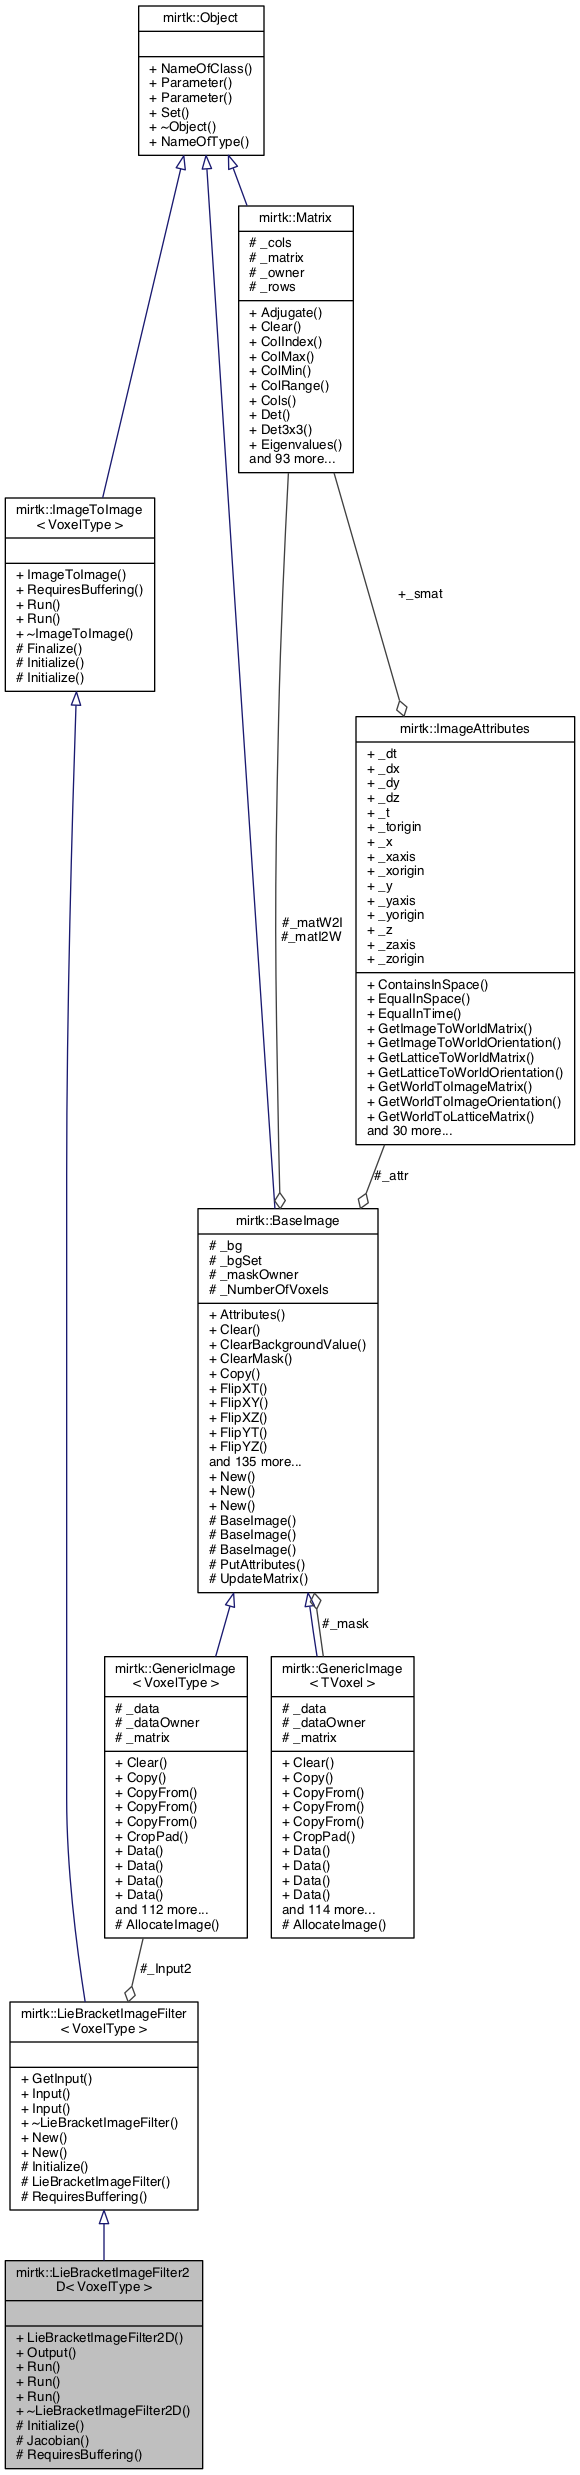 mirtk::Object
+ NameOfClass()
+ Parameter()
+ Parameter()
+ Set()
+ ~Object()
+ NameOfType()
mirtk::Matrix
# _cols
# _matrix
# _owner
# _rows
+ Adjugate()
+ Clear()
+ ColIndex()
+ ColMax()
+ ColMin()
+ ColRange()
+ Cols()
+ Det()
+ Det3x3()
+ Eigenvalues()
and 93 more...
mirtk::ImageToImage
< VoxelType >
+ ImageToImage()
+ RequiresBuffering()
+ Run()
+ Run()
+ ~ImageToImage()
# Finalize()
# Initialize()
# Initialize()
+_smat
mirtk::ImageAttributes
+ _dt
+ _dx
+ _dy
+ _dz
+ _t
+ _torigin
+ _x
+ _xaxis
+ _xorigin
+ _y
+ _yaxis
+ _yorigin
+ _z
+ _zaxis
+ _zorigin
+ ContainsInSpace()
+ EqualInSpace()
+ EqualInTime()
+ GetImageToWorldMatrix()
+ GetImageToWorldOrientation()
+ GetLatticeToWorldMatrix()
+ GetLatticeToWorldOrientation()
+ GetWorldToImageMatrix()
+ GetWorldToImageOrientation()
+ GetWorldToLatticeMatrix()
and 30 more...
#_matW2I
#_matI2W
#_attr
mirtk::BaseImage
# _bg
# _bgSet
# _maskOwner
# _NumberOfVoxels
+ Attributes()
+ Clear()
+ ClearBackgroundValue()
+ ClearMask()
+ Copy()
+ FlipXT()
+ FlipXY()
+ FlipXZ()
+ FlipYT()
+ FlipYZ()
and 135 more...
+ New()
+ New()
+ New()
# BaseImage()
# BaseImage()
# BaseImage()
# PutAttributes()
# UpdateMatrix()
#_mask
mirtk::GenericImage
< VoxelType >
# _data
# _dataOwner
# _matrix
+ Clear()
+ Copy()
+ CopyFrom()
+ CopyFrom()
+ CopyFrom()
+ CropPad()
+ Data()
+ Data()
+ Data()
+ Data()
and 112 more...
# AllocateImage()
mirtk::GenericImage
< TVoxel >
# _data
# _dataOwner
# _matrix
+ Clear()
+ Copy()
+ CopyFrom()
+ CopyFrom()
+ CopyFrom()
+ CropPad()
+ Data()
+ Data()
+ Data()
+ Data()
and 114 more...
# AllocateImage()
#_Input2
mirtk::LieBracketImageFilter
< VoxelType >
+ GetInput()
+ Input()
+ Input()
+ ~LieBracketImageFilter()
+ New()
+ New()
# Initialize()
# LieBracketImageFilter()
# RequiresBuffering()
mirtk::LieBracketImageFilter2
D< VoxelType >
+ LieBracketImageFilter2D()
+ Output()
+ Run()
+ Run()
+ Run()
+ ~LieBracketImageFilter2D()
# Initialize()
# Jacobian()
# RequiresBuffering()